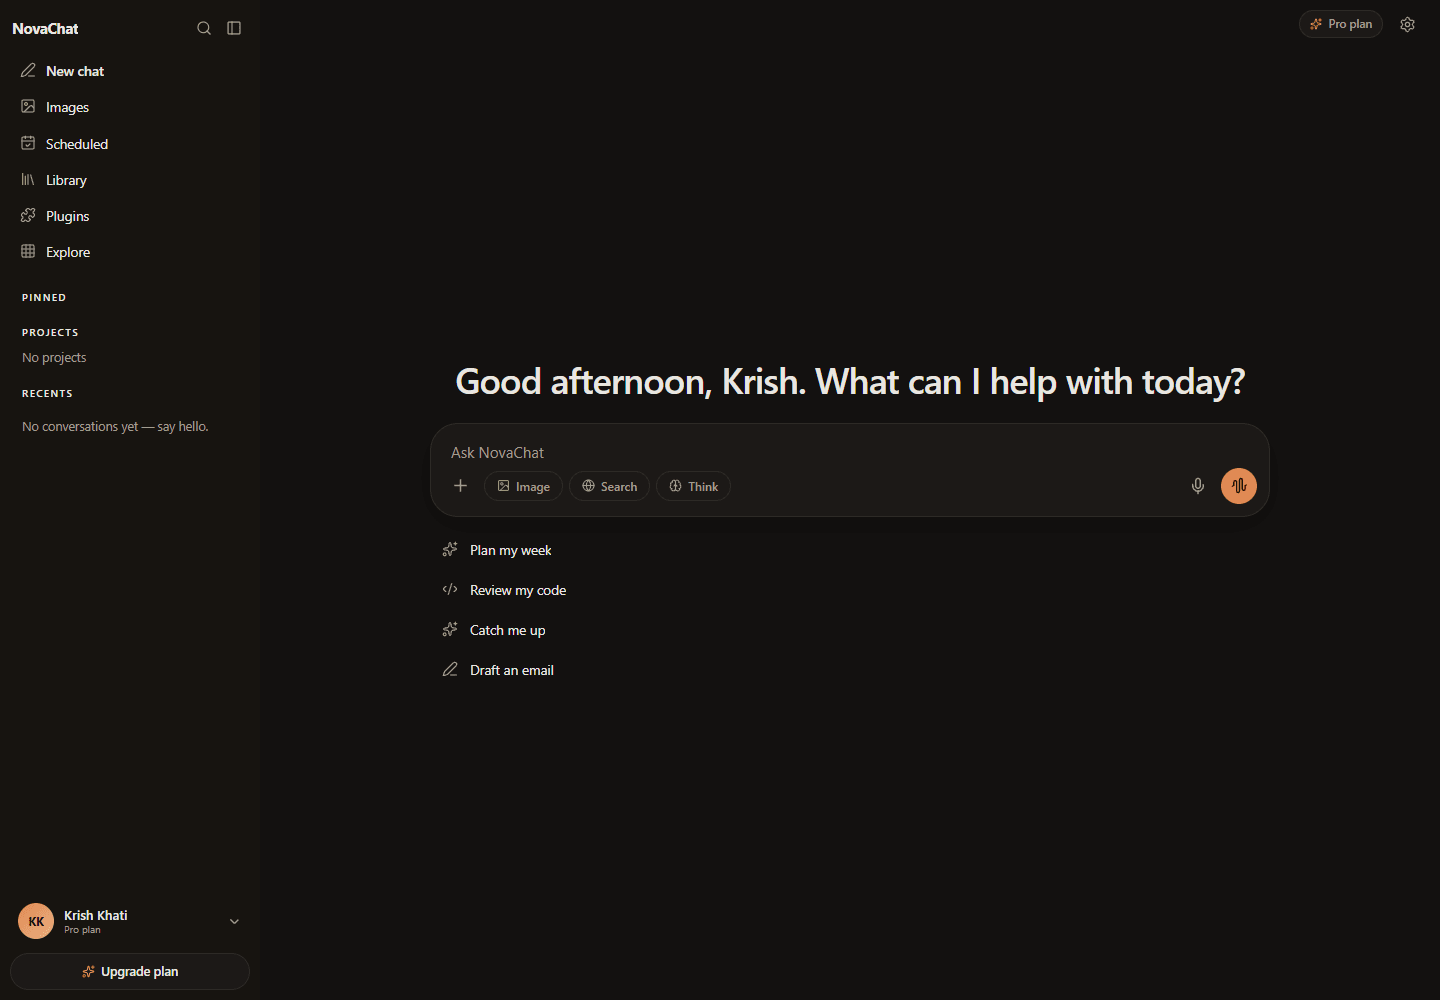 NovaChat
New chat
Images
Scheduled
Library
Plugins
Explore
PINNED
PROJECTS
No projects
RECENTS
No conversations yet — say hello.
KK
Krish Khati
Pro plan
Upgrade plan
Pro plan
Good afternoon, Krish. What can I help with today?
Ask NovaChat
Image
Search
Think
Plan my week
Review my code
Catch me up
Draft an email